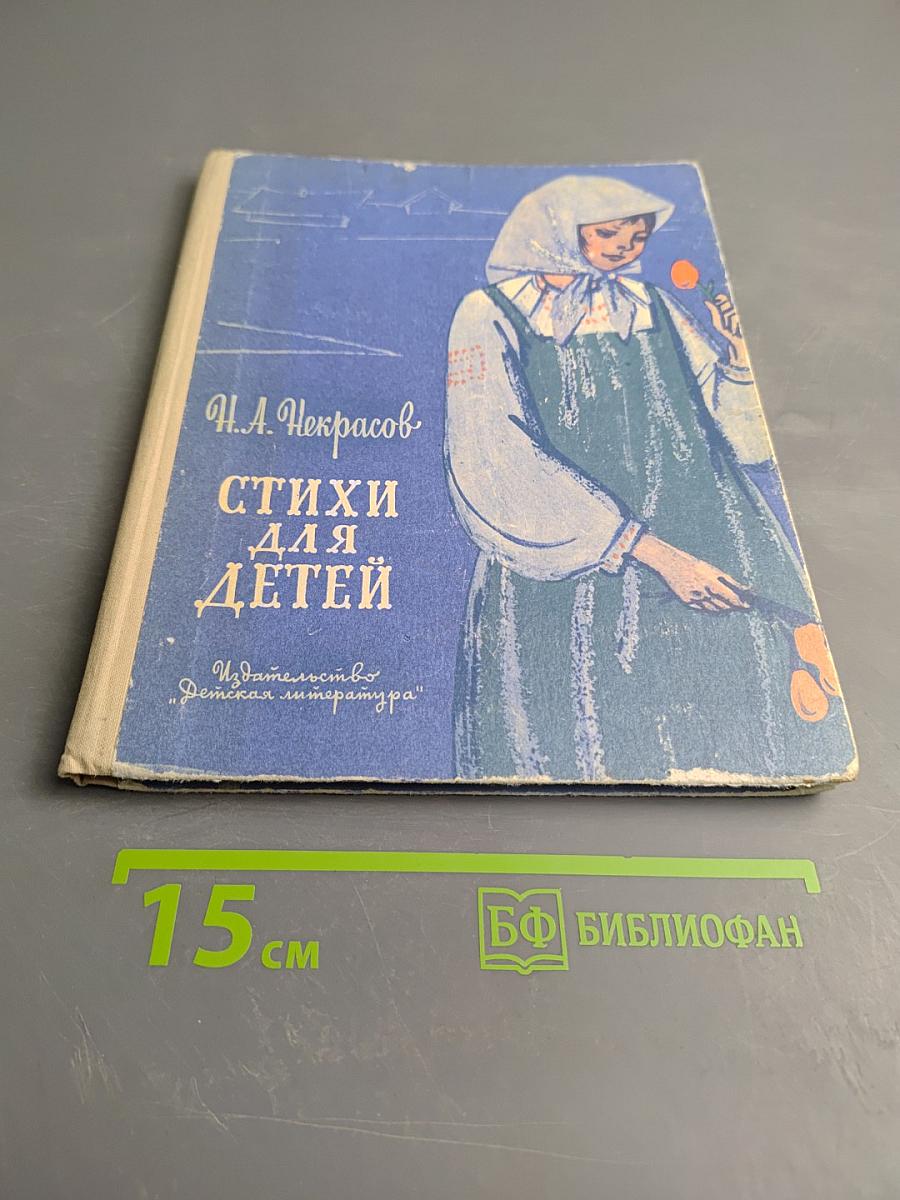 Н.А. Некрасов
СТИХИ
ДЛЯ
ДЕТЕЙ
Издательство
„Детская литература"
15 см
БФ БИБЛИОФАН